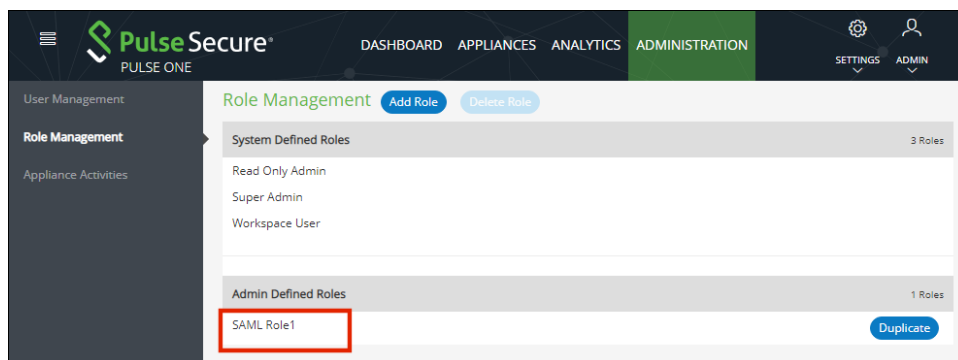 Pulse Secure®
PULSE ONE
DASHBOARD APPLIANCES ANALYTICS ADMINISTRATION
SETTINGS ADMIN
User Management
Role Management
Appliance Activities
Role Management Add Role Delete Role
System Defined Roles 3 Roles
Read Only Admin
Super Admin
Workspace User
Admin Defined Roles 1 Roles
SAML Role1 Duplicate